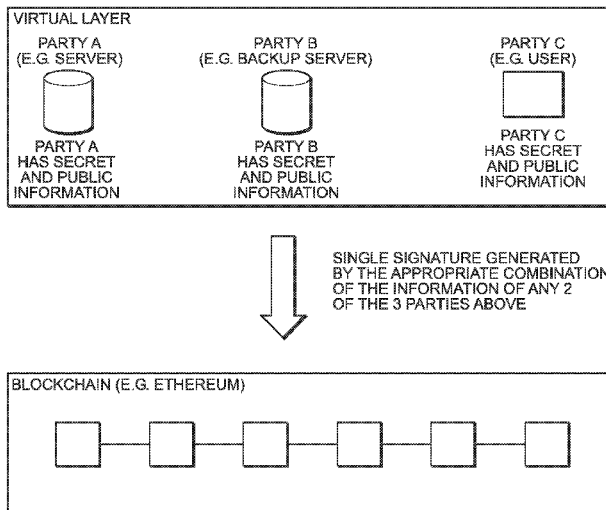 VIRTUAL LAYER
PARTY A
(E.G. SERVER)
PARTY B
(E.G. BACKUP SERVER)
PARTY C
(E.G. USER)
PARTY A
HAS SECRET
AND PUBLIC
INFORMATION
PARTY B
HAS SECRET
AND PUBLIC
INFORMATION
PARTY C
HAS SECRET
AND PUBLIC
INFORMATION
SINGLE SIGNATURE GENERATED
BY THE APPROPRIATE COMBINATION
OF THE INFORMATION OF ANY 2
OF THE 3 PARTIES ABOVE
BLOCKCHAIN (E.G. ETHEREUM)